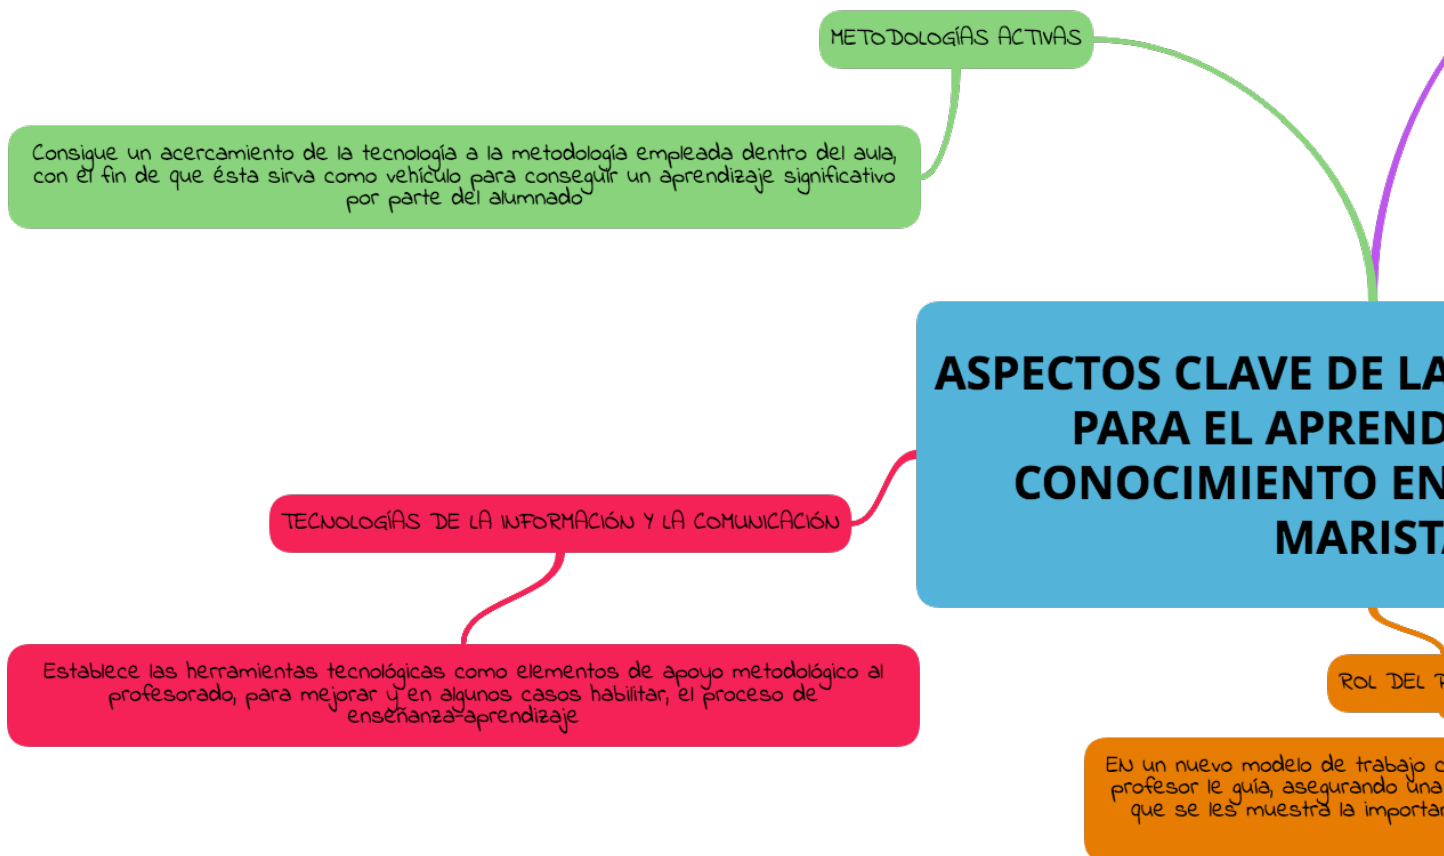 METODOLOGÍAS ACTIVAS
Consigue un acercamiento de la tecnología a la metodología empleada dentro del aula,
con el fin de que ésta sirva como vehículo para conseguir un aprendizaje significativo
por parte del alumnado
ASPECTOS CLAVE DE LA
PARA EL
CONOCIMIENTO EN
TECNOLOGÍAS DE LA INFORMACIÓN Y LA COMUNICACIÓN
Establece las herramientas tecnológicas como elementos de apoyo metodológico al
profesorado, para mejorar y en algunos casos habilitar, el proceso de
enseñanza-aprendizaje
ROL DEL
EN un nuevo modelo de trabajo
profesor le guía, asegurando una
que se les muestra la